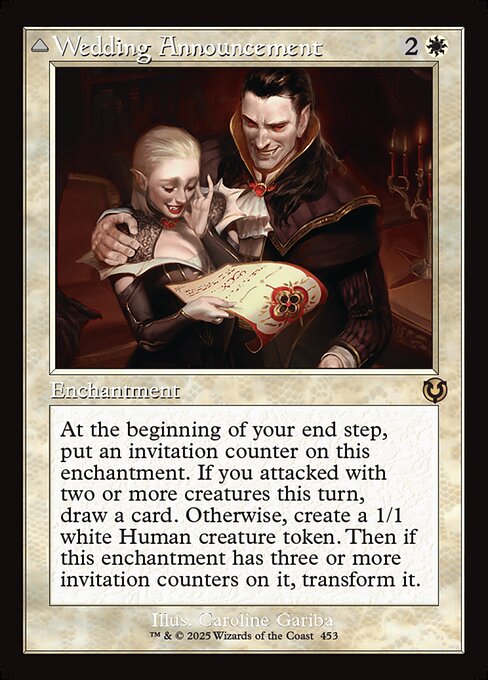 Wedding Announcement 2
Enchantment
At the beginning of your end step,
put an invitation counter on this
enchantment. If you attacked with
two or more creatures this turn,
draw a card. Otherwise, create a 1/1
white Human creature token. Then if
this enchantment has three or more
invitation counters on it, transform it.
Illus. Caroline Gariba
™ & © 2025 Wizards of the Coast 453